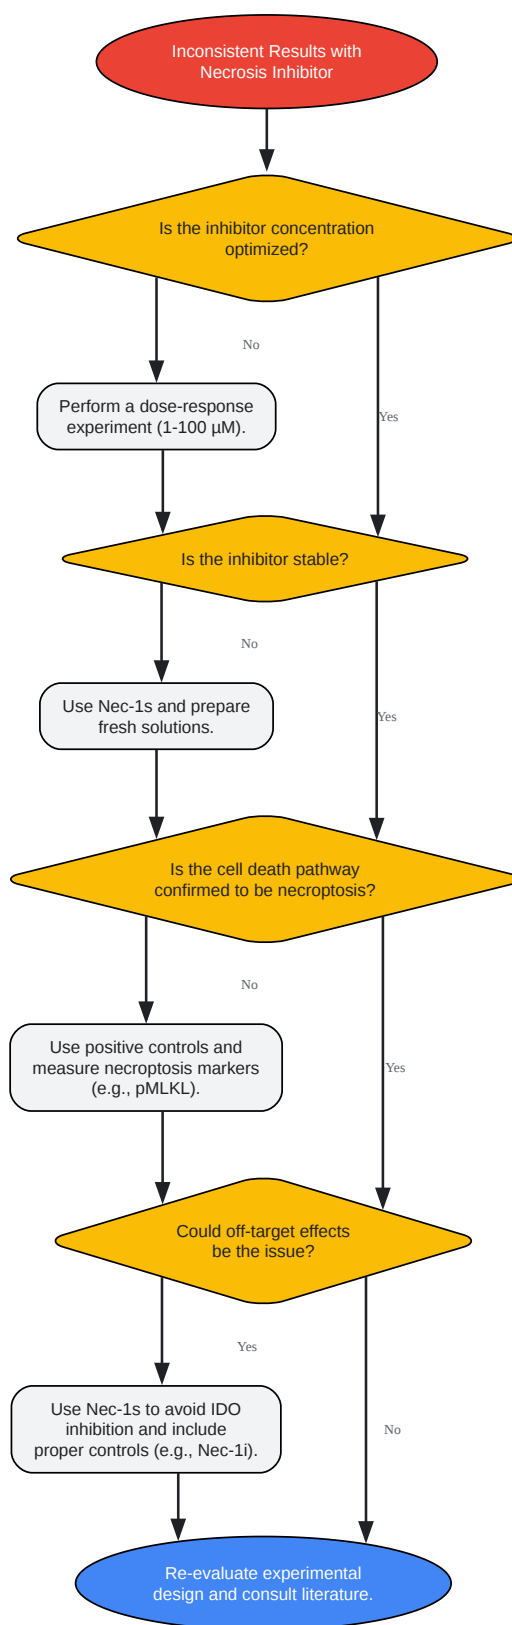 Inconsistent Results with
Necrosis Inhibitor
Is the inhibitor concentration
optimized?
No
Perform a dose-response
experiment (1-100 µM).
Yes
Is the inhibitor stable?
No
Use Nec-1s and prepare
fresh solutions.
Yes
Is the cell death pathway
confirmed to be necroptosis?
No
Use positive controls and
measure necroptosis markers
(e.g., pMLKL).
Yes
Could off-target effects
be the issue?
Yes
Use Nec-1s to avoid IDO
inhibition and include
proper controls (e.g., Nec-1i).
No
Re-evaluate experimental
design and consult literature.